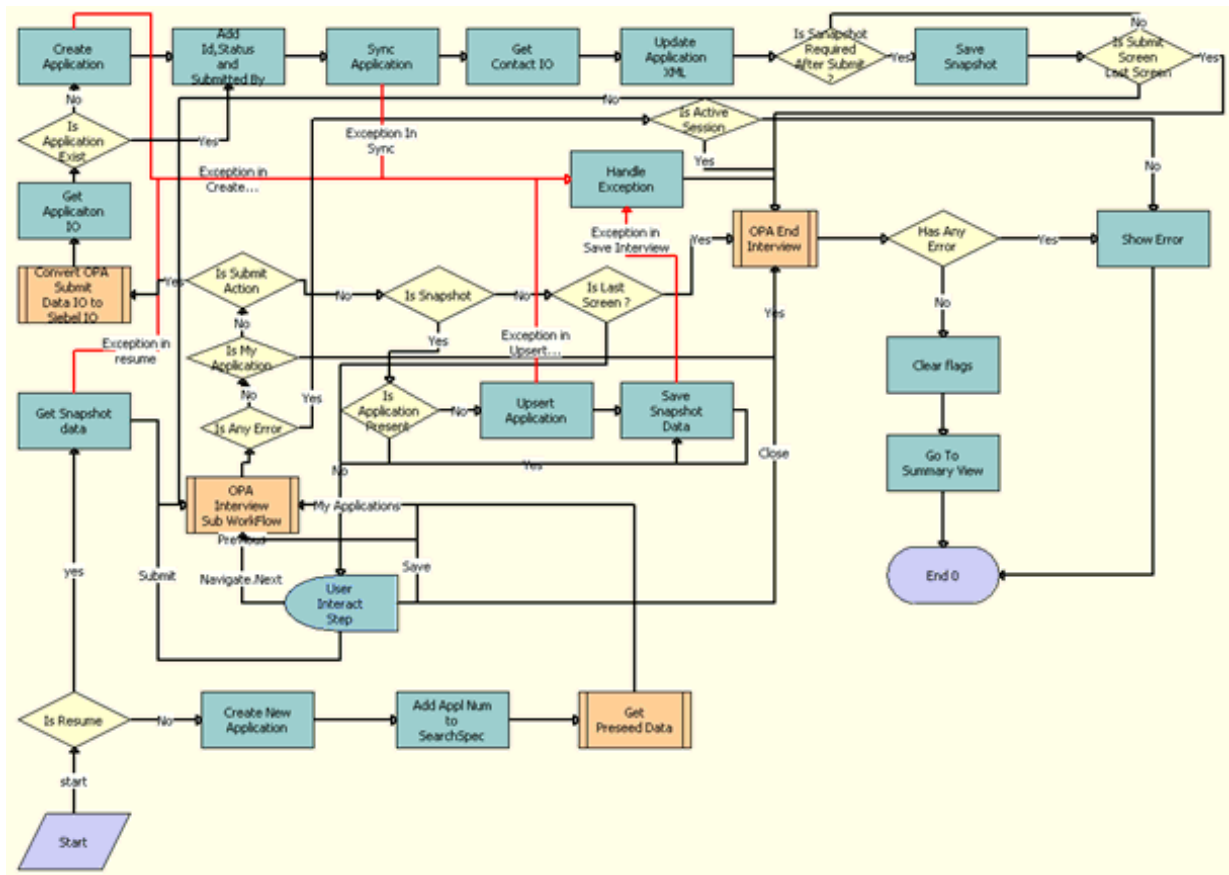 Create
Application
Add
Id,Status
and
Submitted By
Sync
Application
Get
Contact IO
Update
Application
XML
Is Sanapshot
Required
After Submit
?
Yes
Save
Snapshot
No
Is Submit
Screen
Last Screen
Yes
No
No
Is
Application
Exist
Yes
Exception In
Sync
Is Active
Session
Yes
No
Exception in
Create...
Handle
Exception
Get
Applicaiton
IO
Exception in
Save Interview
Yes
OPA End
Interview
Has Any
Error
Yes
Show Error
Convert OPA
Submit
Data IO to
Siebel IO
Yes
Is Submit
Action
No
Is Snapshot
No
Is Last
Screen ?
No
Yes
No
Exception in
resume
Is My
Application
Yes
Exception in
Upsert...
Clear flags
Get Snapshot
data
No
Yes
Is Any Error
Is
Application
Present
No
Upsert
Application
Save
Snapshot
Data
Close
Go To
Summary View
No
Yes
OPA
Interview
Sub WorkFlow
My Applications
Previous
yes
Submit
Navigate.Next
Save
User
Interact
Step
End 0
Is Resume
No
Create New
Application
Add Appl Num
to
SearchSpec
Get
Preseed Data
start
Start